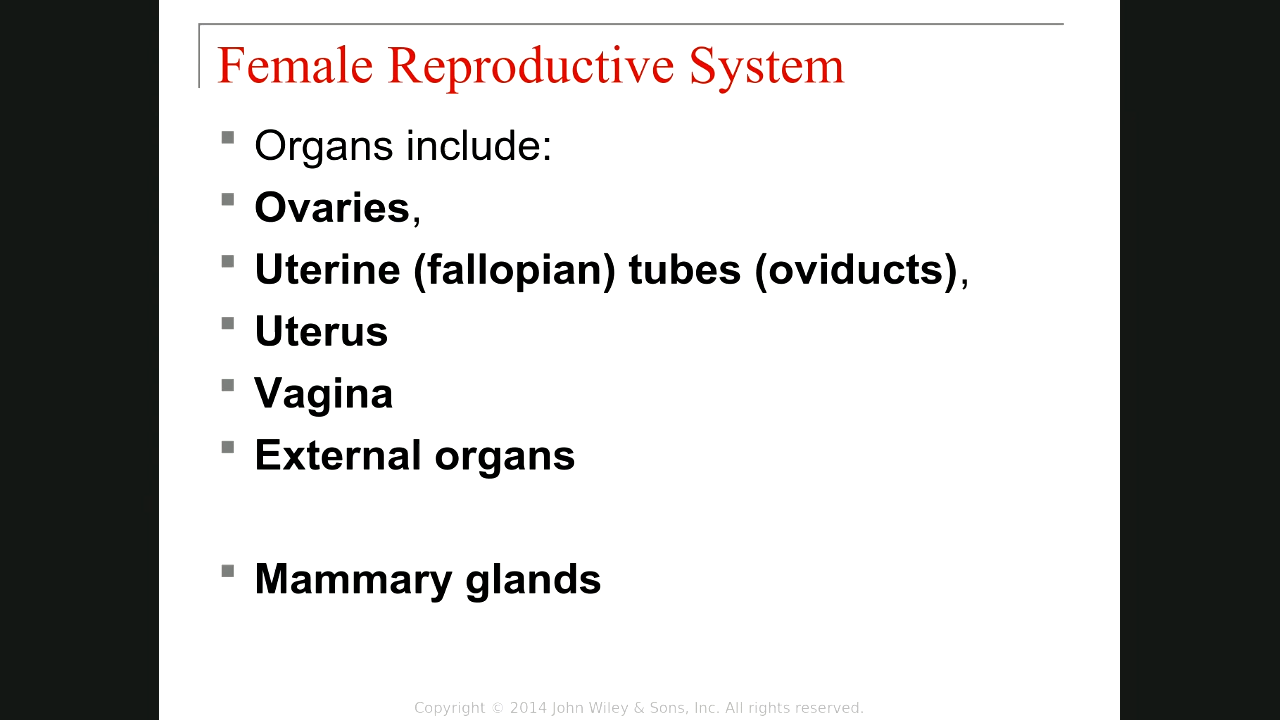 Female Reproductive System
Organs include:
Ovaries,
Uterine (fallopian) tubes (oviducts),
Uterus
Vagina
External organs
Mammary glands
Copyright © 2014 John Wiley & Sons, Inc. All rights reserved.